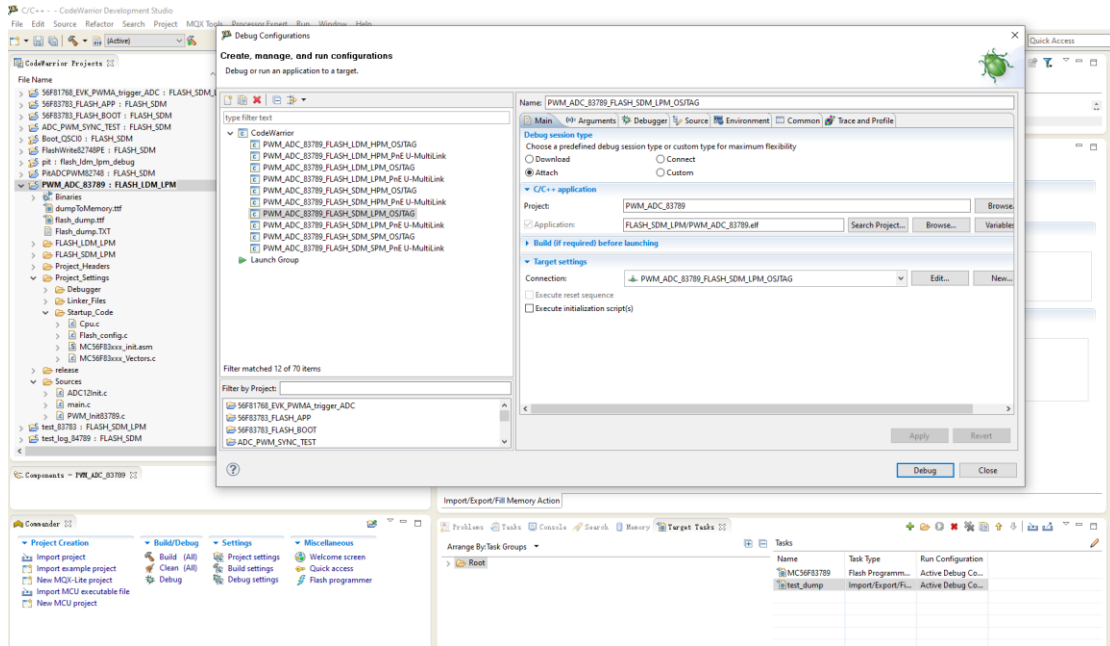 C/C++ - - CodeWarrior Development Studio
File Edit Source Refactor Search Project MQX Tools Processor Expert Run Window Help
(Active)
Quick Access
CodeWarrior Projects
File Name
56F81768_EVK_PWMA_trigger_ADC : FLASH_SDM_L
56F83783_FLASH_APP : FLASH_SDM
56F83783_FLASH_BOOT : FLASH_SDM
ADC_PWM_SYNC_TEST : FLASH_SDM
Boot_QSCI0 : FLASH_SDM
FlashWrite82748PE : FLASH_SDM
pit : flash_ldm_lpm_debug
PitADCPWM82748 : FLASH_SDM
PWM_ADC_83789 : FLASH_LDM_LPM
Binaries
dumpToMemory.ttf
flash_dump.ttf
Flash_dump.TXT
FLASH_LDM_LPM
FLASH_SDM_LPM
Project_Headers
Project_Settings
Debugger
Linker_Files
Startup_Code
Cpu.c
Flash_config.c
MC56F83xxx_init.asm
MC56F83xxx_Vectors.c
release
Sources
ADC12Init.c
main.c
PWM_Init83789.c
test_83783 : FLASH_SDM_LPM
test_log_84789 : FLASH_SDM
Debug Configurations
Create, manage, and run configurations
Debug or run an application to a target.
type filter text
CodeWarrior
PWM_ADC_83789_FLASH_LDM_HPM_OSJTAG
PWM_ADC_83789_FLASH_LDM_HPM_PnE U-MultiLink
PWM_ADC_83789_FLASH_LDM_LPM_OSJTAG
PWM_ADC_83789_FLASH_LDM_LPM_PnE U-MultiLink
PWM_ADC_83789_FLASH_SDM_HPM_OSJTAG
PWM_ADC_83789_FLASH_SDM_HPM_PnE U-MultiLink
PWM_ADC_83789_FLASH_SDM_LPM_OSJTAG
PWM_ADC_83789_FLASH_SDM_LPM_PnE U-MultiLink
PWM_ADC_83789_FLASH_SDM_SPM_OSJTAG
PWM_ADC_83789_FLASH_SDM_SPM_PnE U-MultiLink
Launch Group
Filter matched 12 of 70 items
Filter by Project:
56F81768_EVK_PWMA_trigger_ADC
56F83783_FLASH_APP
56F83783_FLASH_BOOT
ADC_PWM_SYNC_TEST
Name: PWM_ADC_83789_FLASH_SDM_LPM_OSJTAG
Main Arguments Debugger Source Environment Common Trace and Profile
Debug session type
Choose a predefined debug session type or custom type for maximum flexibility
Download Connect
Attach Custom
C/C++ application
Project: PWM_ADC_83789 Browse.
Application: FLASH_SDM_LPM/PWM_ADC_83789.elf Search Project... Browse... Variables
Build (if required) before launching
Target settings
Connection: PWM_ADC_83789_FLASH_SDM_LPM_OSJTAG Edit... New...
Execute reset sequence
Execute initialization script(s)
Apply Revert
Debug Close
Components - PWM_ADC_83789
Import/Export/Fill Memory Action
Commander
Project Creation
Import project
Import example project
New MQX-Lite project
Import MCU executable file
New MCU project
Build/Debug
Build (All)
Clean (All)
Debug
Settings
Project settings
Build settings
Debug settings
Miscellaneous
Welcome screen
Quick access
Flash programmer
Problems Tasks Console Search Memory Target Tasks
Arrange By:Task Groups
Root
Tasks
Name Task Type Run Configuration
MC56F83789 Flash Programm... Active Debug Co...
test_dump Import/Export/Fi... Active Debug Co...